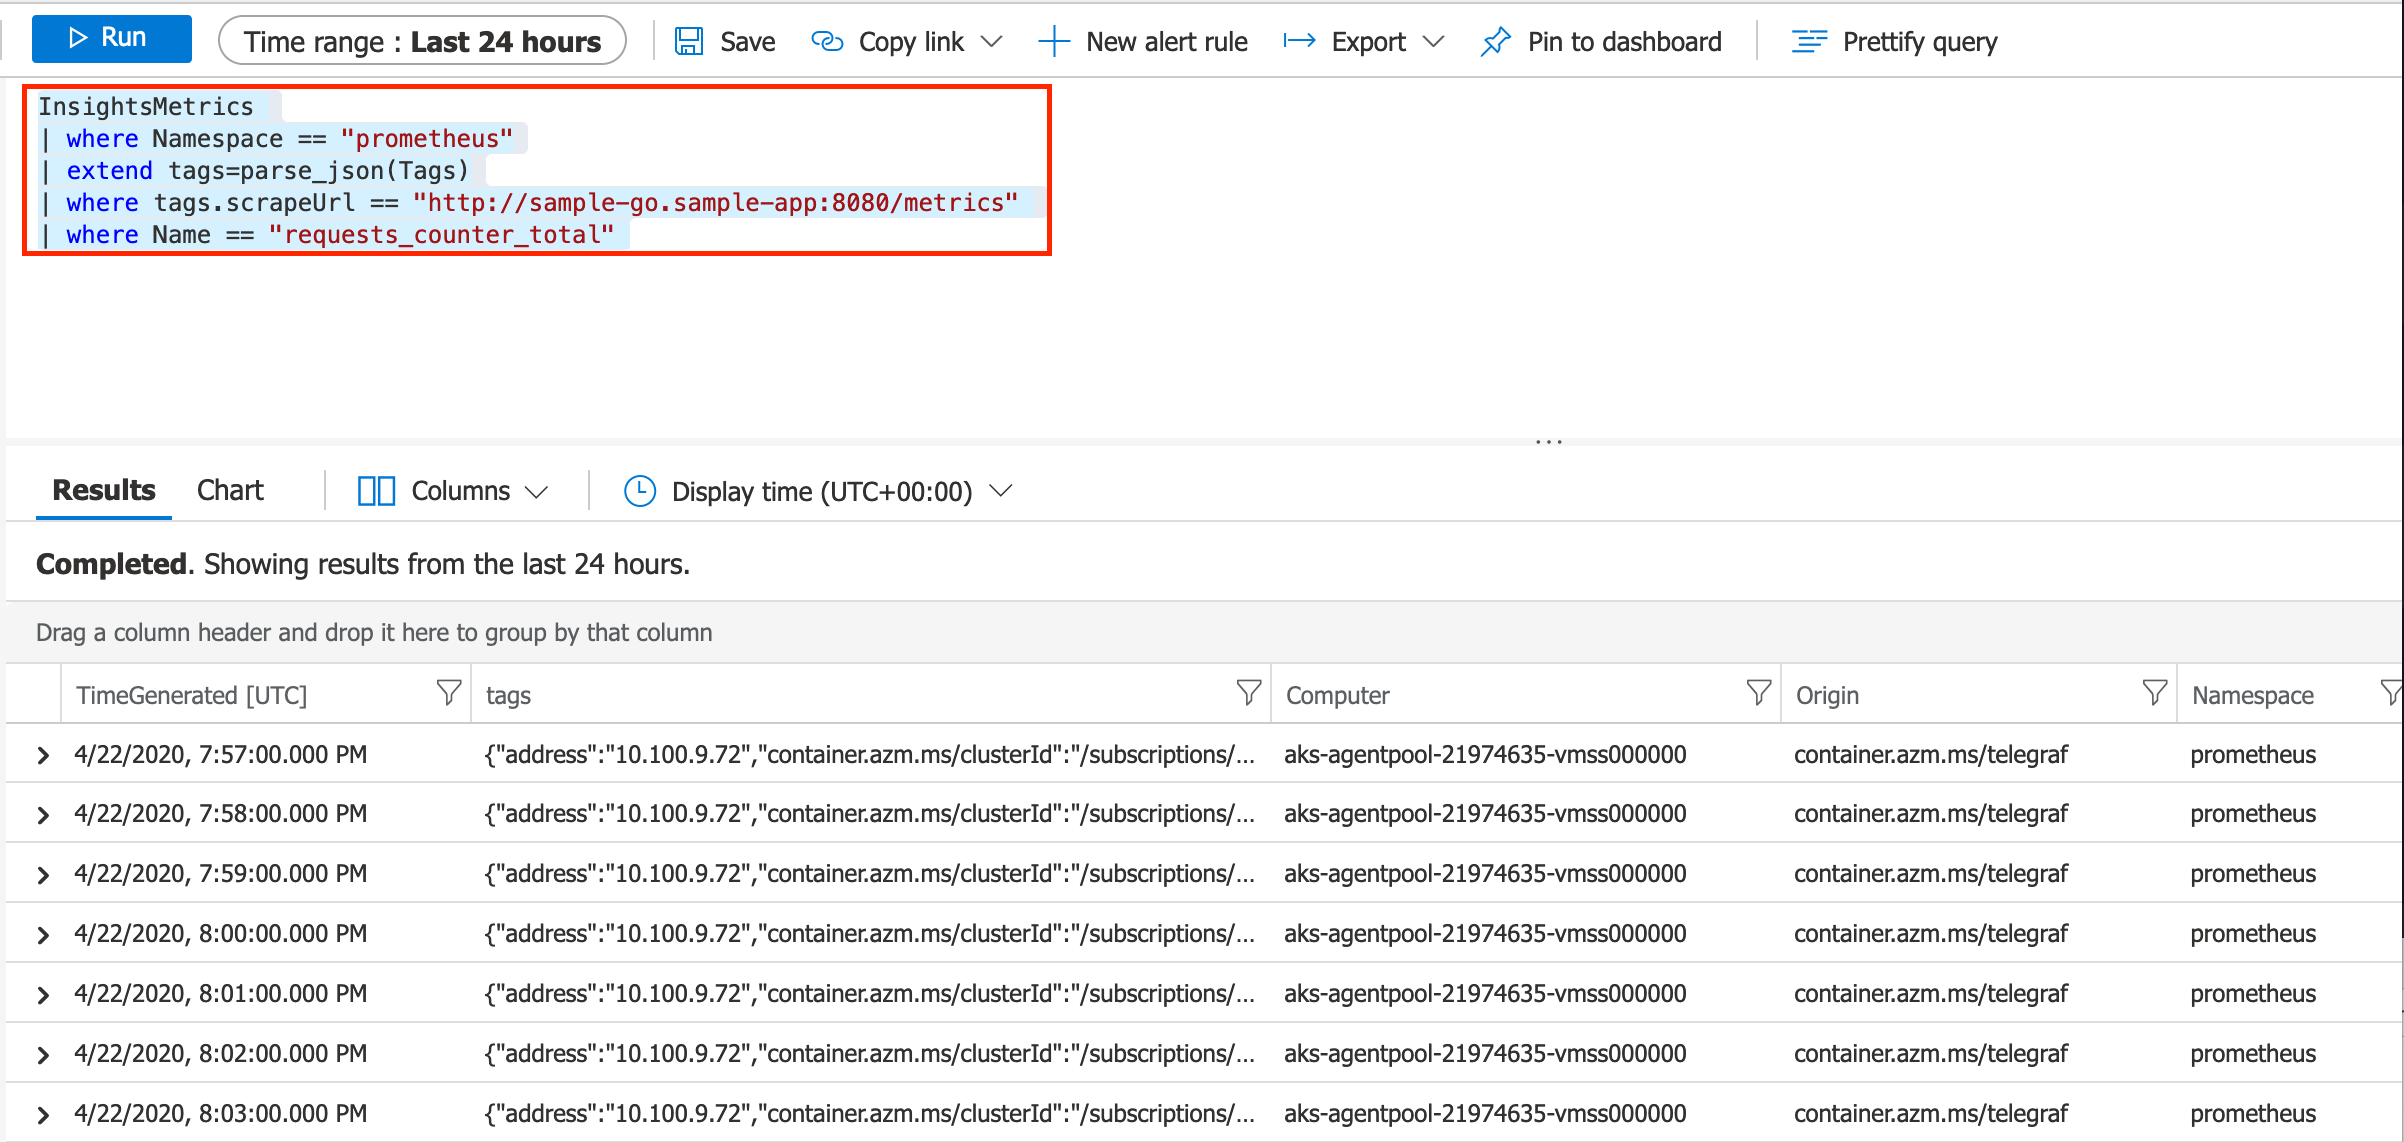 Run Time range : Last 24 hours Save Copy link New alert rule Export Pin to dashboard Prettify query
InsightsMetrics
| where Namespace == "prometheus"
| extend tags=parse_json(Tags)
| where tags.scrapeUrl == "http://sample-go.sample-app:8080/metrics"
| where Name == "requests_counter_total"
Results Chart Columns Display time (UTC+00:00)
Completed. Showing results from the last 24 hours.
Drag a column header and drop it here to group by that column
TimeGenerated [UTC] tags Computer Origin Namespace
4/22/2020, 7:57:00.000 PM {"address":"10.100.9.72","container.azm.ms/clusterId":"/subscriptions/... aks-agentpool-21974635-vmss000000 container.azm.ms/telegraf prometheus
4/22/2020, 7:58:00.000 PM {"address":"10.100.9.72","container.azm.ms/clusterId":"/subscriptions/... aks-agentpool-21974635-vmss000000 container.azm.ms/telegraf prometheus
4/22/2020, 7:59:00.000 PM {"address":"10.100.9.72","container.azm.ms/clusterId":"/subscriptions/... aks-agentpool-21974635-vmss000000 container.azm.ms/telegraf prometheus
4/22/2020, 8:00:00.000 PM {"address":"10.100.9.72","container.azm.ms/clusterId":"/subscriptions/... aks-agentpool-21974635-vmss000000 container.azm.ms/telegraf prometheus
4/22/2020, 8:01:00.000 PM {"address":"10.100.9.72","container.azm.ms/clusterId":"/subscriptions/... aks-agentpool-21974635-vmss000000 container.azm.ms/telegraf prometheus
4/22/2020, 8:02:00.000 PM {"address":"10.100.9.72","container.azm.ms/clusterId":"/subscriptions/... aks-agentpool-21974635-vmss000000 container.azm.ms/telegraf prometheus
4/22/2020, 8:03:00.000 PM {"address":"10.100.9.72","container.azm.ms/clusterId":"/subscriptions/... aks-agentpool-21974635-vmss000000 container.azm.ms/telegraf prometheus